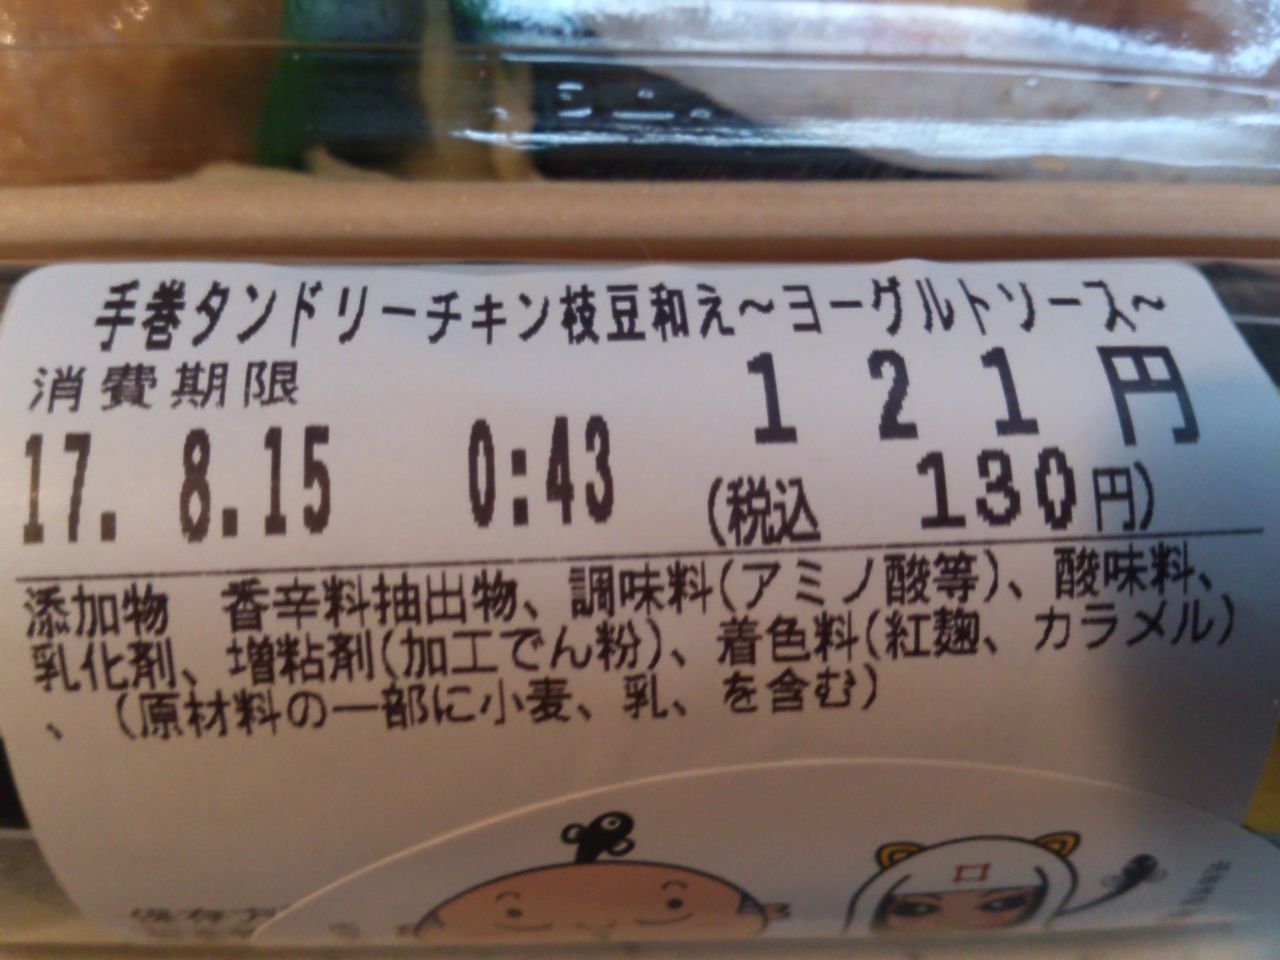 手巻タンドリーチキン枝豆和え～ヨーグルトソース～
消費期限
121円
17. 8.15 0:43
(税込 130円)
添加物 香辛料抽出物、調味料(アミノ酸等)、酸味料、
乳化剤、増粘剤(加工でん粉)、着色料(紅麹、カラメル)
、(原材料の一部に小麦、乳、を含む)